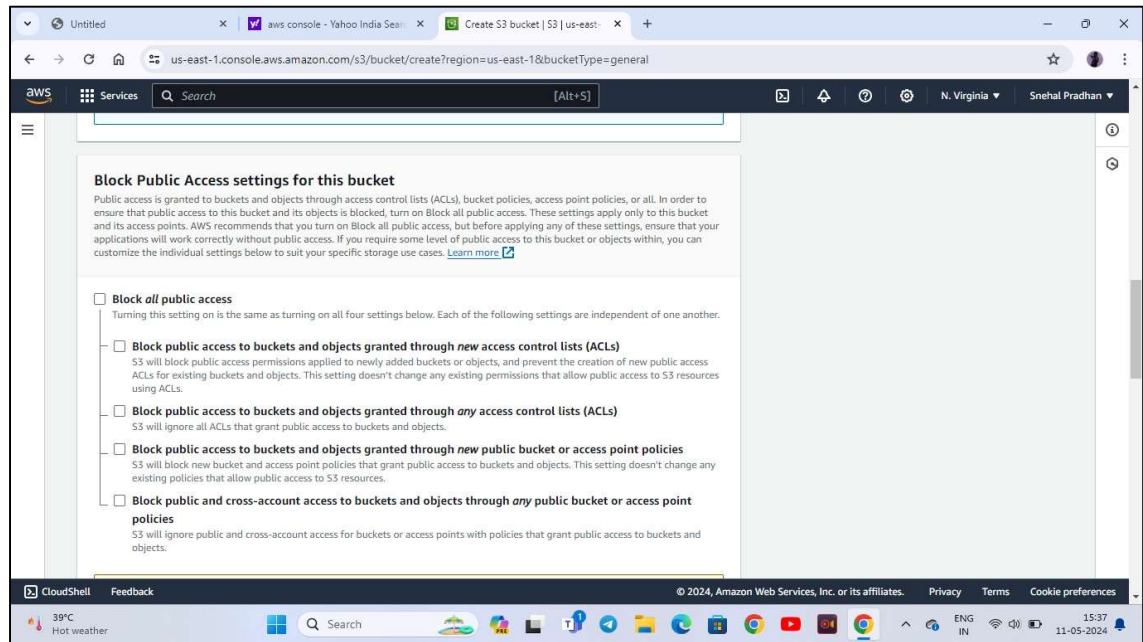 Untitled
aws console - Yahoo India Sear
Create S3 bucket | S3 | us-east-
us-east-1.console.aws.amazon.com/s3/bucket/create?region=us-east-1&bucketType=general
aws
Services
Search
[Alt+S]
N. Virginia
Snehal Pradhan
Block Public Access settings for this bucket
Public access is granted to buckets and objects through access control lists (ACLs), bucket policies, access point policies, or all. In order to
ensure that public access to this bucket and its objects is blocked, turn on Block all public access. These settings apply only to this bucket
and its access points. AWS recommends that you turn on Block all public access, but before applying any of these settings, ensure that your
applications will work correctly without public access. If you require some level of public access to this bucket or objects within, you can
customize the individual settings below to suit your specific storage use cases. Learn more
Block all public access
Turning this setting on is the same as turning on all four settings below. Each of the following settings are independent of one another.
Block public access to buckets and objects granted through new access control lists (ACLs)
S3 will block public access permissions applied to newly added buckets or objects, and prevent the creation of new public access
ACLs for existing buckets and objects. This setting doesn't change any existing permissions that allow public access to S3 resources
using ACLs.
Block public access to buckets and objects granted through any access control lists (ACLs)
S3 will ignore all ACLs that grant public access to buckets and objects.
Block public access to buckets and objects granted through new public bucket or access point policies
S3 will block new bucket and access point policies that grant public access to buckets and objects. This setting doesn't change any
existing policies that allow public access to S3 resources.
Block public and cross-account access to buckets and objects through any public bucket or access point
policies
S3 will ignore public and cross-account access for buckets or access points with policies that grant public access to buckets and
objects.
CloudShell
Feedback
© 2024, Amazon Web Services, Inc. or its affiliates.
Privacy
Terms
Cookie preferences
39°C
Hot weather
Search
ENG
IN
15:37
11-05-2024